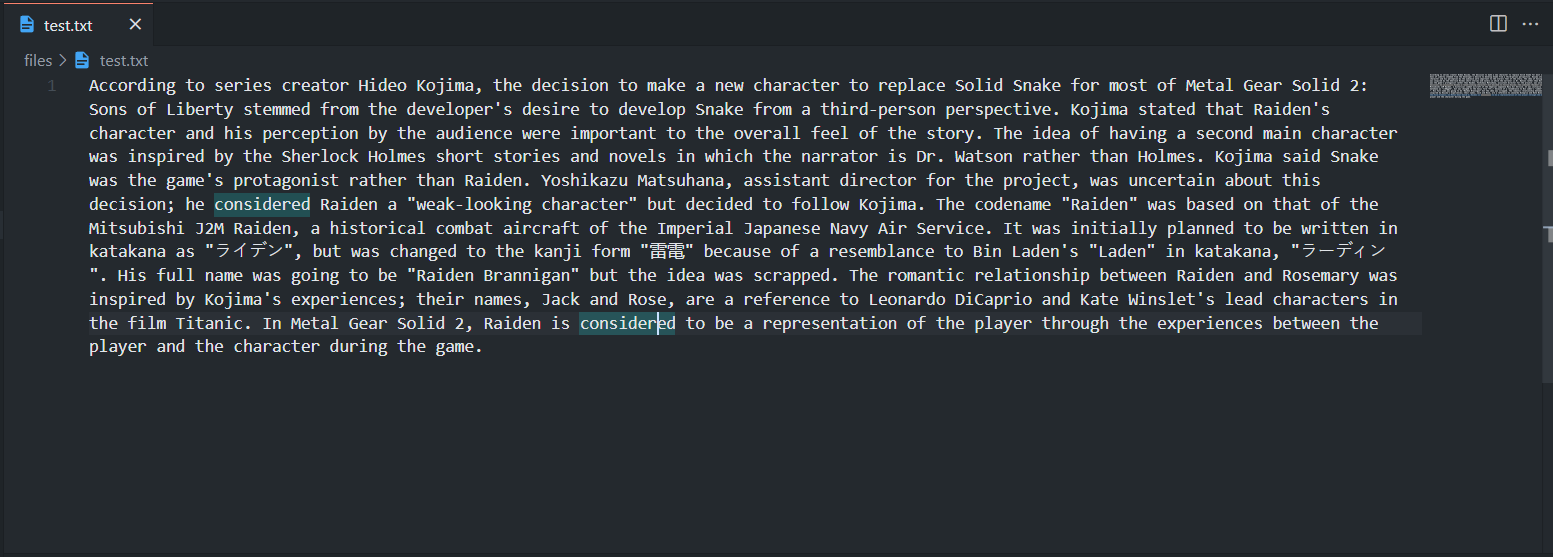 test.txt
files > test.txt
1 According to series creator Hideo Kojima, the decision to make a new character to replace Solid Snake for most of Metal Gear Solid 2:
Sons of Liberty stemmed from the developer's desire to develop Snake from a third-person perspective. Kojima stated that Raiden's
character and his perception by the audience were important to the overall feel of the story. The idea of having a second main character
was inspired by the Sherlock Holmes short stories and novels in which the narrator is Dr. Watson rather than Holmes. Kojima said Snake
was the game's protagonist rather than Raiden. Yoshikazu Matsuhana, assistant director for the project, was uncertain about this
decision; he considered Raiden a "weak-looking character" but decided to follow Kojima. The codename "Raiden" was based on that of the
Mitsubishi J2M Raiden, a historical combat aircraft of the Imperial Japanese Navy Air Service. It was initially planned to be written in
katakana as "ライデン", but was changed to the kanji form "雷電" because of a resemblance to Bin Laden's "Laden" in katakana, "ラーディン
". His full name was going to be "Raiden Brannigan" but the idea was scrapped. The romantic relationship between Raiden and Rosemary was
inspired by Kojima's experiences; their names, Jack and Rose, are a reference to Leonardo DiCaprio and Kate Winslet's lead characters in
the film Titanic. In Metal Gear Solid 2, Raiden is considered to be a representation of the player through the experiences between the
player and the character during the game.